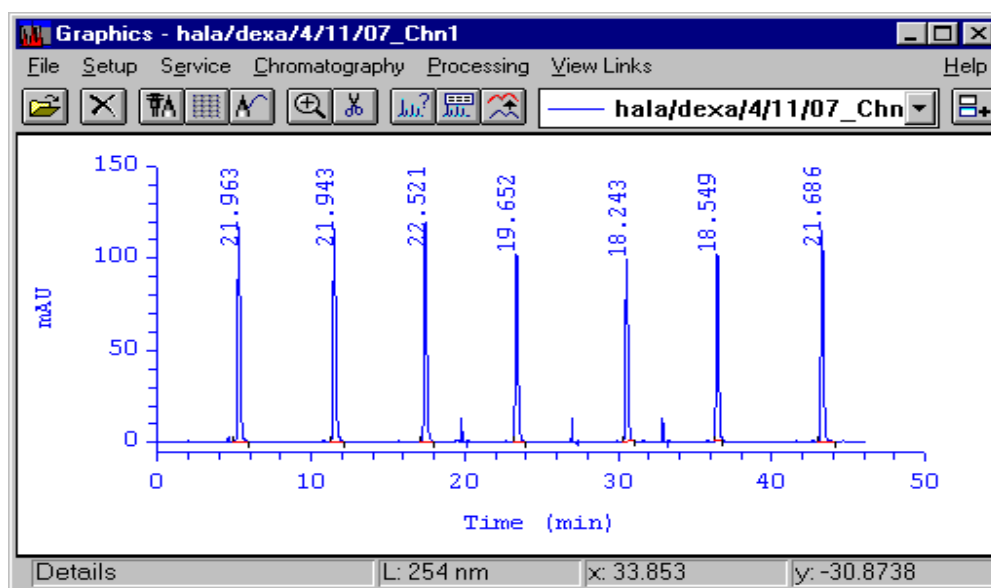 Graphics - hala/dexa/4/11/07_Chn1
File Setup Service Chromatography Processing View Links Help
hala/dexa/4/11/07_Chn
150
100
50
0
mAU
21.963
21.943
22.521
19.652
18.243
18.549
21.686
0 10 20 30 40 50
Time (min)
Details L: 254 nm x: 33.853 y: -30.8738